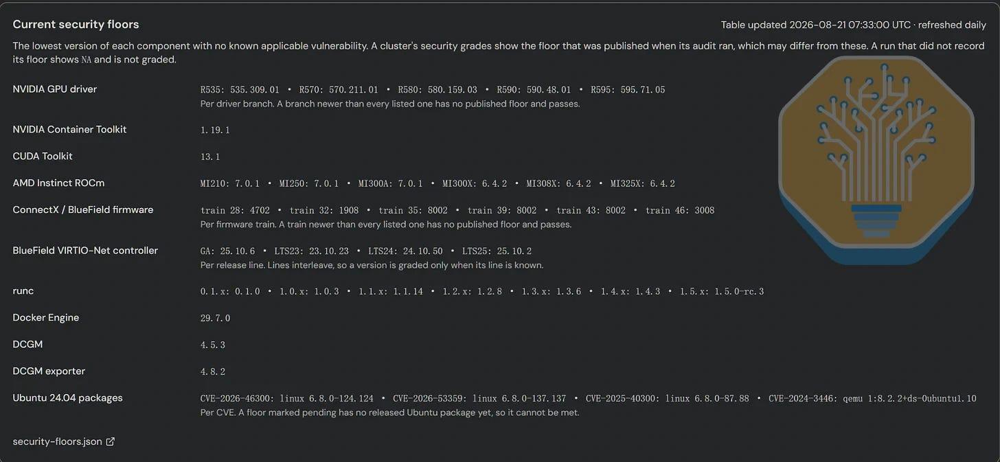 Current security floors
Table updated 2026-08-21 07:33:00 UTC · refreshed daily
The lowest version of each component with no known applicable vulnerability. A cluster's security grades show the floor that was published when its audit ran, which may differ from these. A run that did not record
its floor shows NA and is not graded.
NVIDIA GPU driver
R535: 535.309.01 • R570: 570.211.01 • R580: 580.159.03 • R590: 590.48.01 • R595: 595.71.05
Per driver branch. A branch newer than every listed one has no published floor and passes.
NVIDIA Container Toolkit
1.19.1
CUDA Toolkit
13.1
AMD Instinct ROCm
MI210: 7.0.1 • MI250: 7.0.1 • MI300A: 7.0.1 • MI300X: 6.4.2 • MI308X: 6.4.2 • MI325X: 6.4.2
ConnectX / BlueField firmware
train 28: 4702 • train 32: 1908 • train 35: 8002 • train 39: 8002 • train 43: 8002 • train 46: 3008
Per firmware train. A train newer than every listed one has no published floor and passes.
BlueField VIRTIO-Net controller
GA: 25.10.6 • LTS23: 23.10.23 • LTS24: 24.10.50 • LTS25: 25.10.2
Per release line. Lines interleave, so a version is graded only when its line is known.
runc
0.1.x: 0.1.0 • 1.0.x: 1.0.3 • 1.1.x: 1.1.14 • 1.2.x: 1.2.8 • 1.3.x: 1.3.6 • 1.4.x: 1.4.3 • 1.5.x: 1.5.0-rc.3
Docker Engine
29.7.0
DCGM
4.5.3
DCGM exporter
4.8.2
Ubuntu 24.04 packages
CVE-2026-46300: linux 6.8.0-124.124 • CVE-2026-53359: linux 6.8.0-137.137 • CVE-2025-40300: linux 6.8.0-87.88 • CVE-2024-3446: qemu 1:8.2.2+ds-0ubuntu1.10
Per CVE. A floor marked pending has no released Ubuntu package yet, so it cannot be met.
security-floors.json